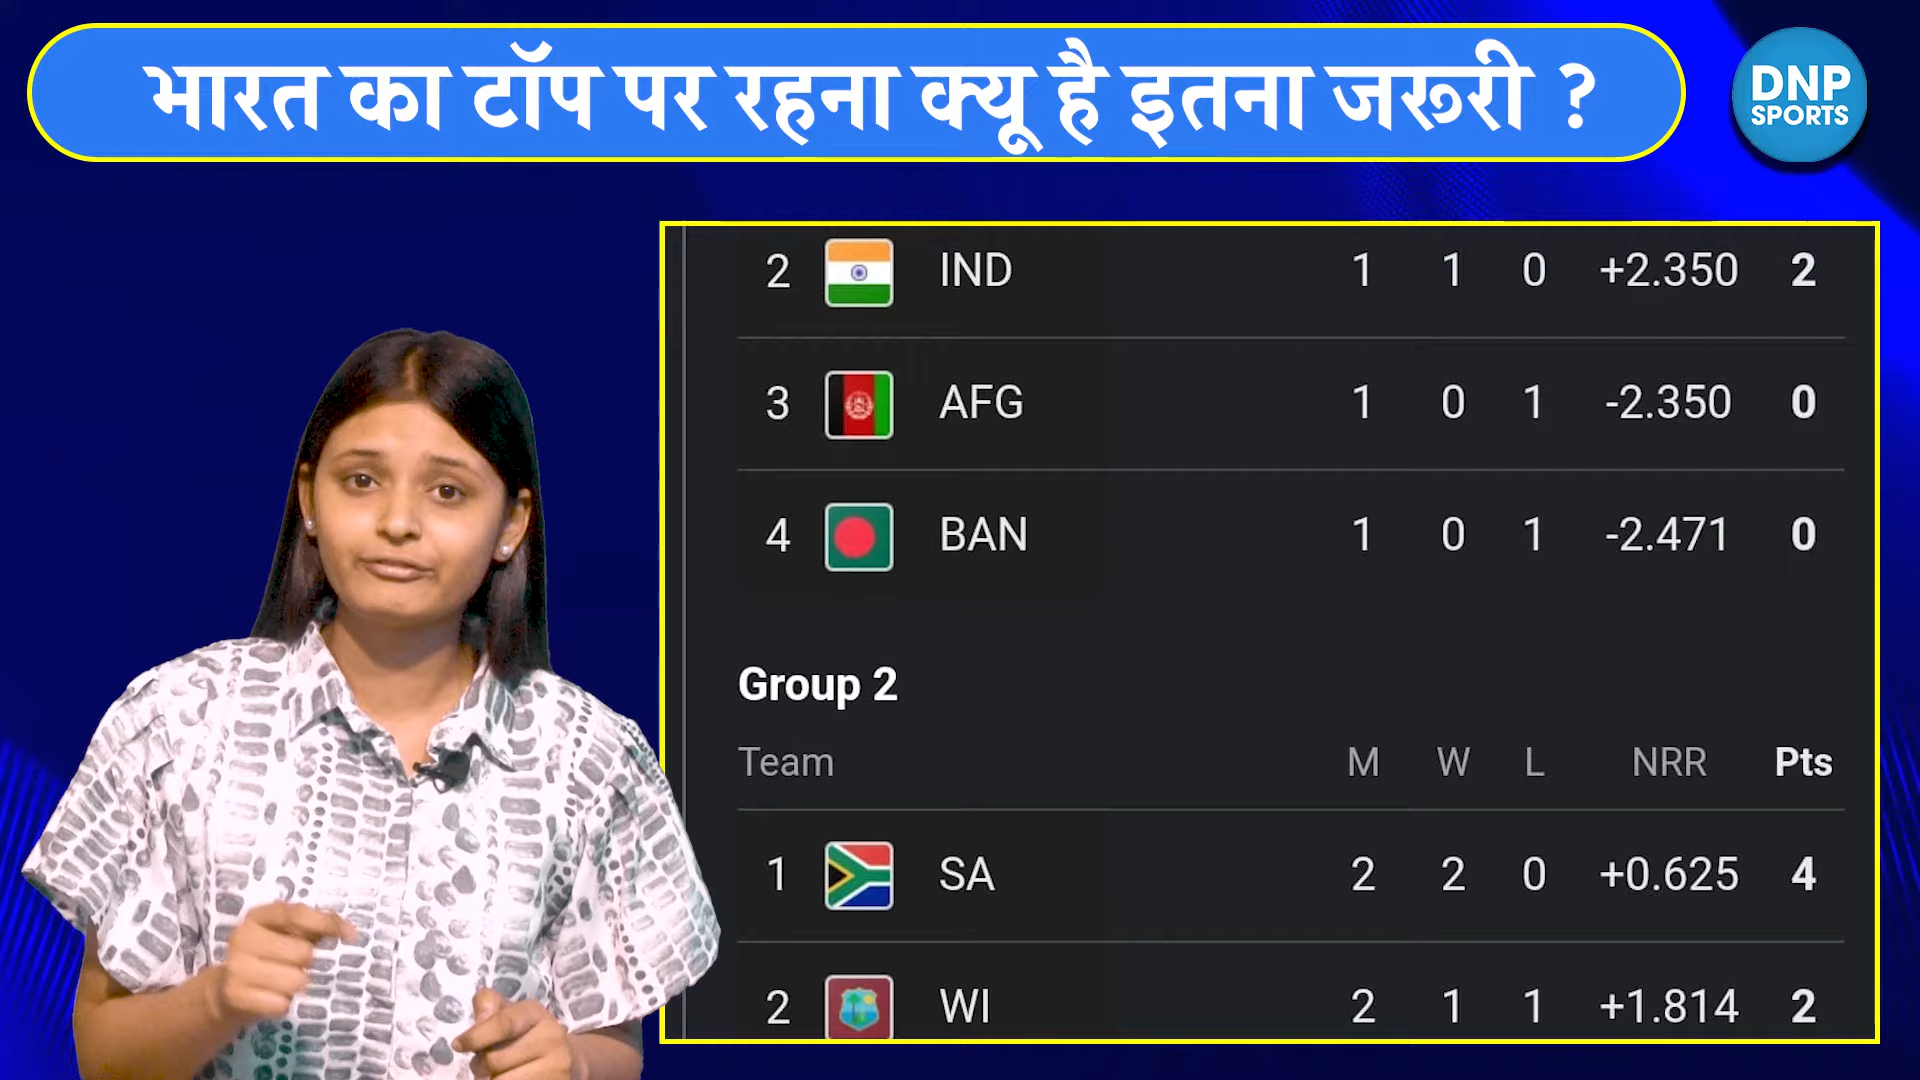 भारत का टॉप पर रहना क्यू है इतना जरूरी ?
DNP
SPORTS
2 IND 1 1 0 +2.350 2
3 AFG 1 0 1 -2.350 0
4 BAN 1 0 1 -2.471 0
Group 2
Team M W L NRR Pts
1 SA 2 2 0 +0.625 4
2 WI 2 1 1 +1.814 2